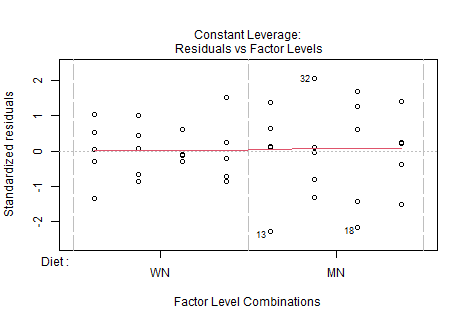 Constant Leverage:
Residuals vs Factor Levels
Standardized residuals
2
1
0
-1
-2
32
13
18
Diet :
WN
MN
Factor Level Combinations